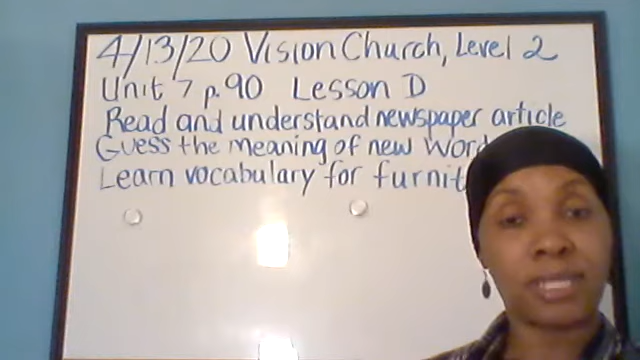 4/13/20 Vision Church, Level 2
Unit 7 p.90 Lesson D
Read and understand newspaper article
Guess the meaning of new
Learn vocabulary for